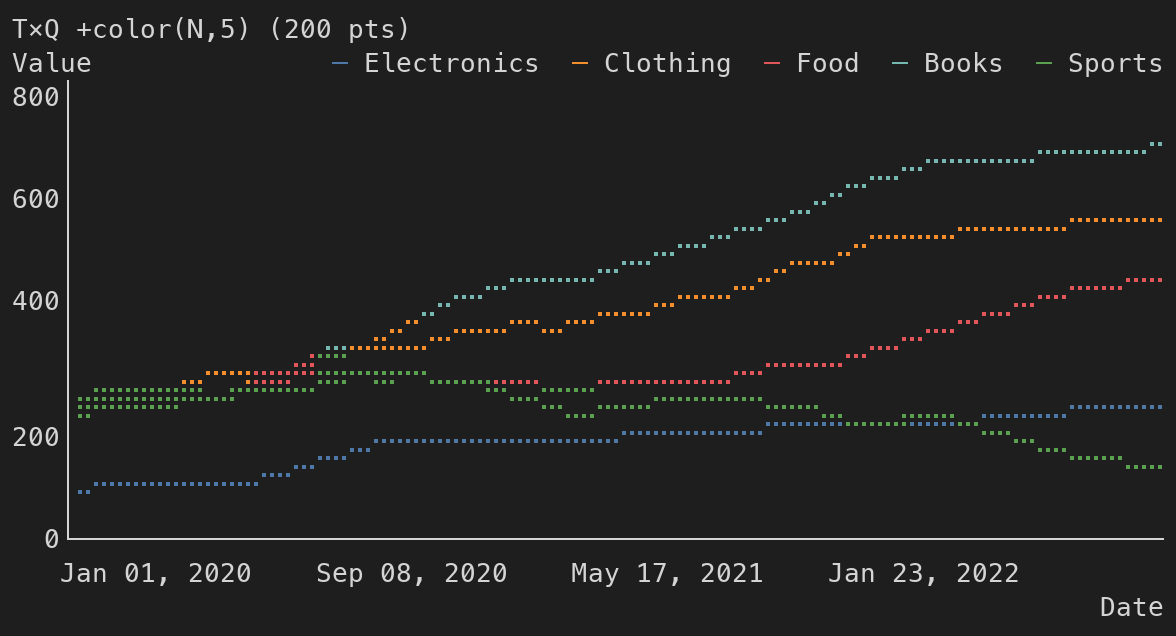 T×Q +color(N,5) (200 pts)
Value — Electronics — Clothing — Food — Books — Sports
800
600
400
200
0
Jan 01, 2020 Sep 08, 2020 May 17, 2021 Jan 23, 2022
Date